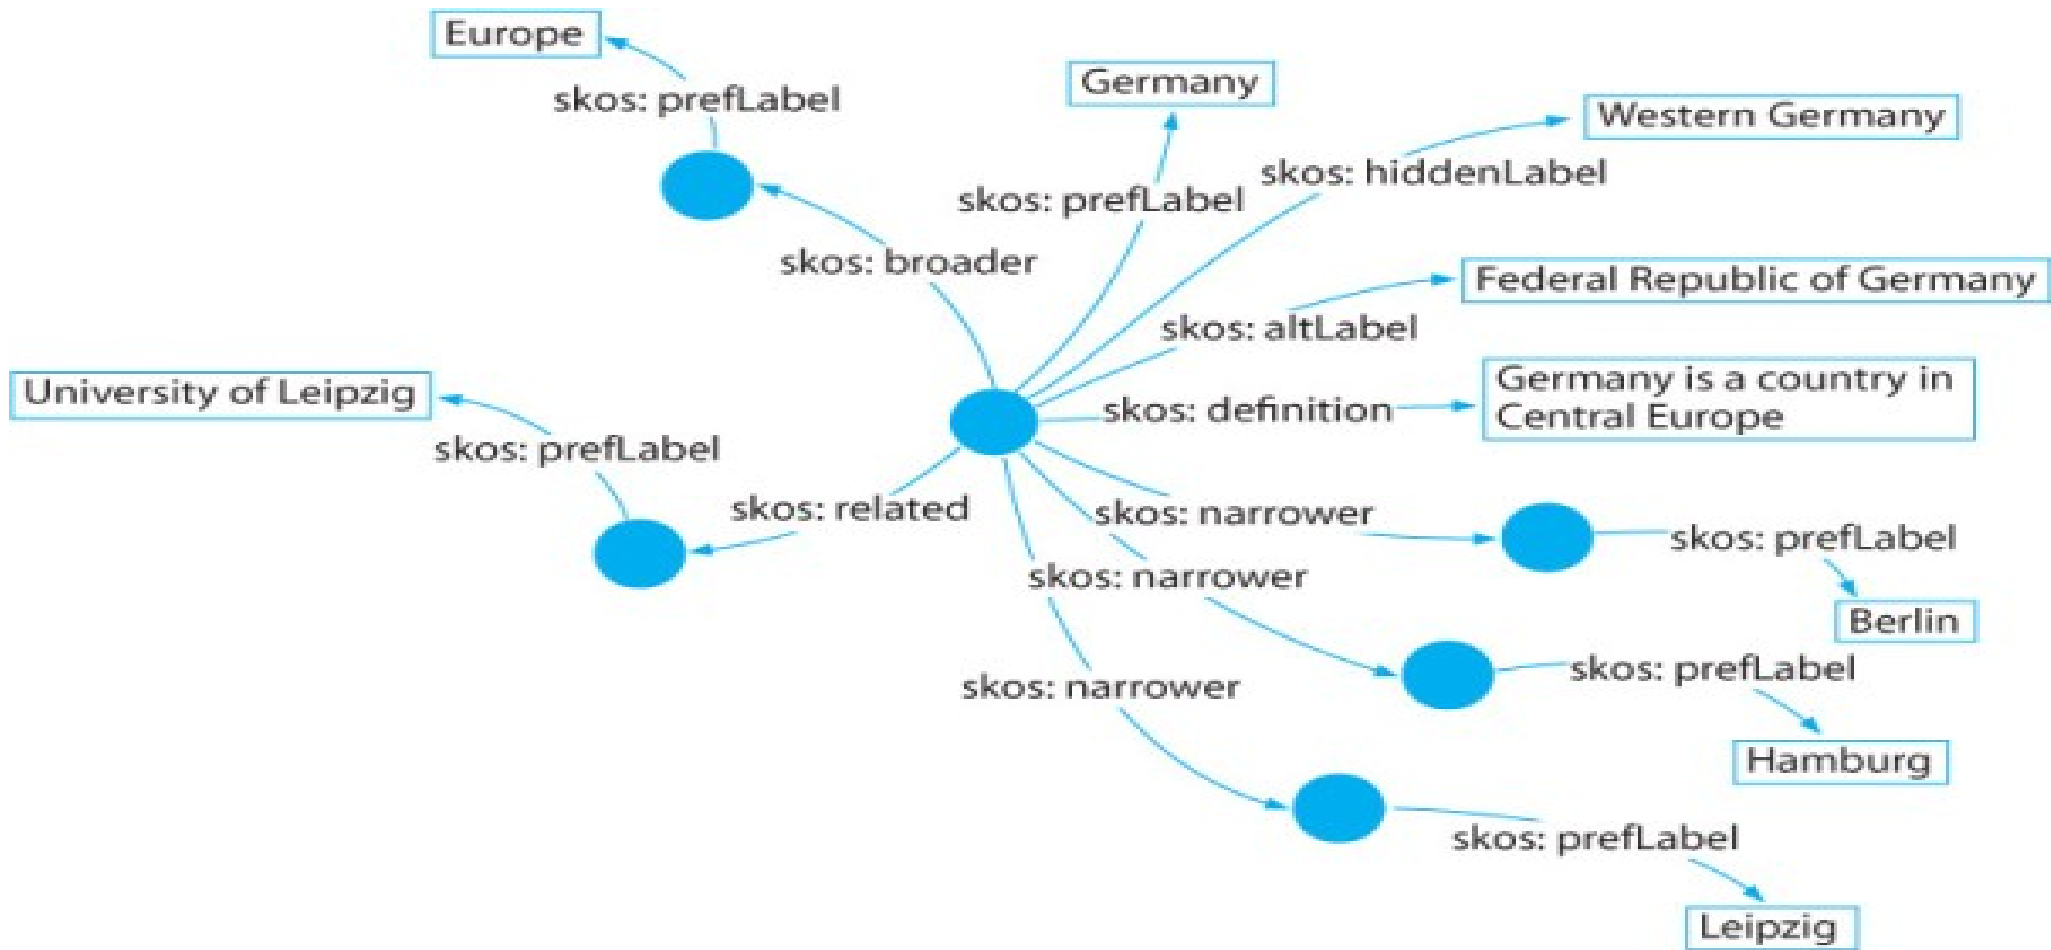 Europe
skos: prefLabel
Germany
Western Germany
skos: hiddenLabel
skos: prefLabel
skos: broader
Federal Republic of Germany
skos: altLabel
University of Leipzig
Germany is a country in
Central Europe
skos: definition
skos: prefLabel
skos: related
skos: narrower
skos: prefLabel
skos: narrower
Berlin
skos: prefLabel
skos: narrower
Hamburg
skos: prefLabel
Leipzig